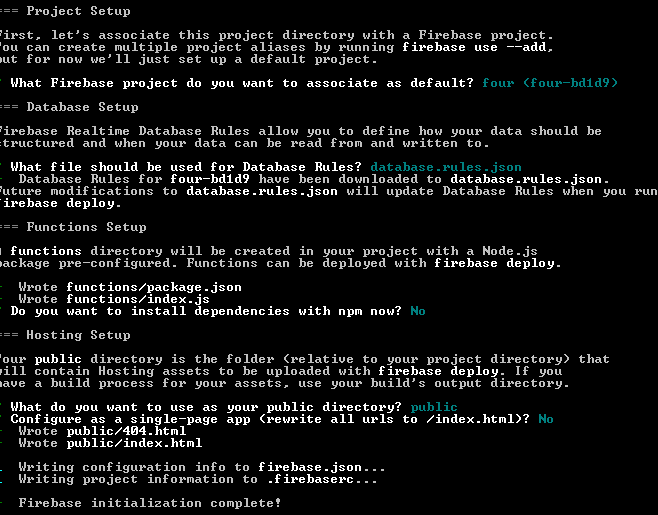 === Project Setup
First, let's associate this project directory with a Firebase project.
You can create multiple project aliases by running firebase use --add,
but for now we'll just set up a default project.
? What Firebase project do you want to associate as default? four (four-bd1d9)
=== Database Setup
Firebase Realtime Database Rules allow you to define how your data should be
structured and when your data can be read from and written to.
? What file should be used for Database Rules? database.rules.json
+  Database Rules for four-bd1d9 have been downloaded to database.rules.json.
Future modifications to database.rules.json will update Database Rules when you run
firebase deploy.
=== Functions Setup
A functions directory will be created in your project with a Node.js
package pre-configured. Functions can be deployed with firebase deploy.
+  Wrote functions/package.json
+  Wrote functions/index.js
? Do you want to install dependencies with npm now? No
=== Hosting Setup
Your public directory is the folder (relative to your project directory) that
will contain Hosting assets to be uploaded with firebase deploy. If you
have a build process for your assets, use your build's output directory.
? What do you want to use as your public directory? public
? Configure as a single-page app (rewrite all urls to /index.html)? No
+  Wrote public/404.html
+  Wrote public/index.html
i  Writing configuration info to firebase.json...
i  Writing project information to .firebaserc...
+  Firebase initialization complete!